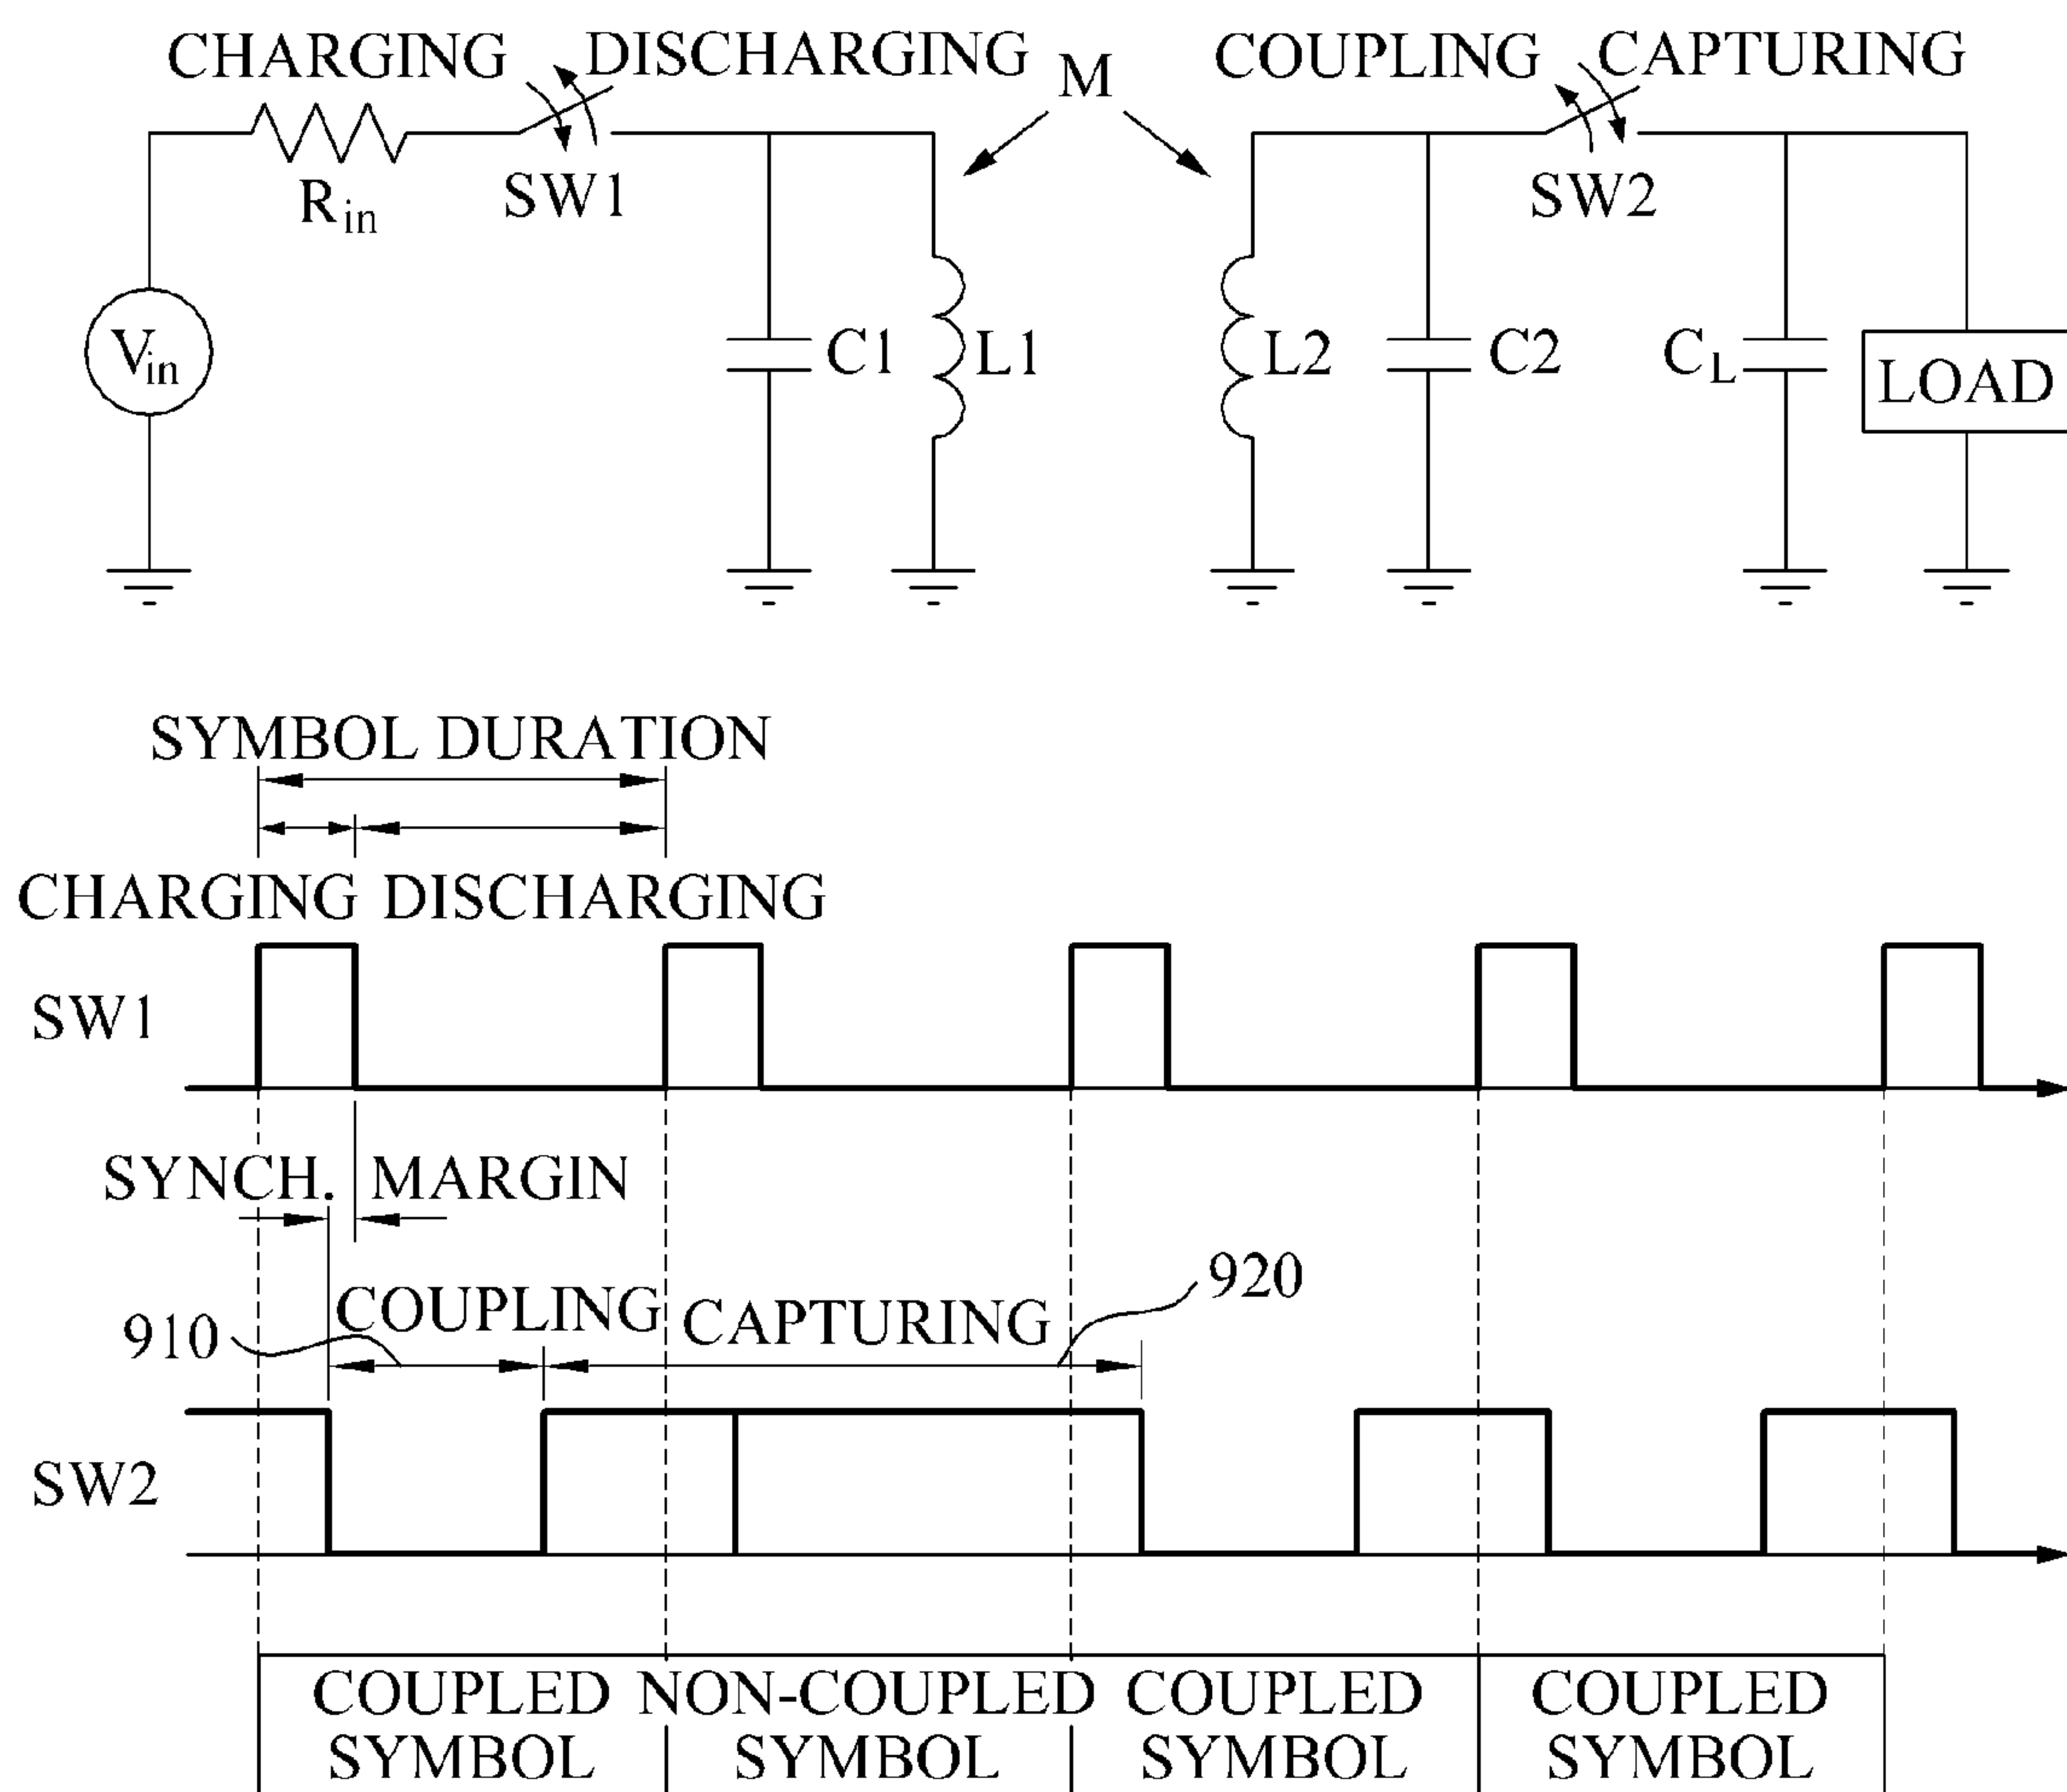 CHARGING DISCHARGING M COUPLING CAPTURING
Rin SW1 SW2
Vin C1 L1 L2 C2 CL LOAD
SYMBOL DURATION
CHARGING DISCHARGING
SW1
SYNCH. MARGIN
910 COUPLING CAPTURING 920
SW2
COUPLED NON-COUPLED COUPLED COUPLED
SYMBOL SYMBOL SYMBOL SYMBOL